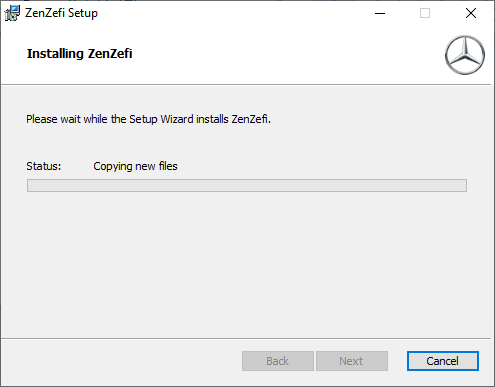 ZenZefi Setup
Installing ZenZefi
Please wait while the Setup Wizard installs ZenZefi.
Status: Copying new files
Back Next Cancel